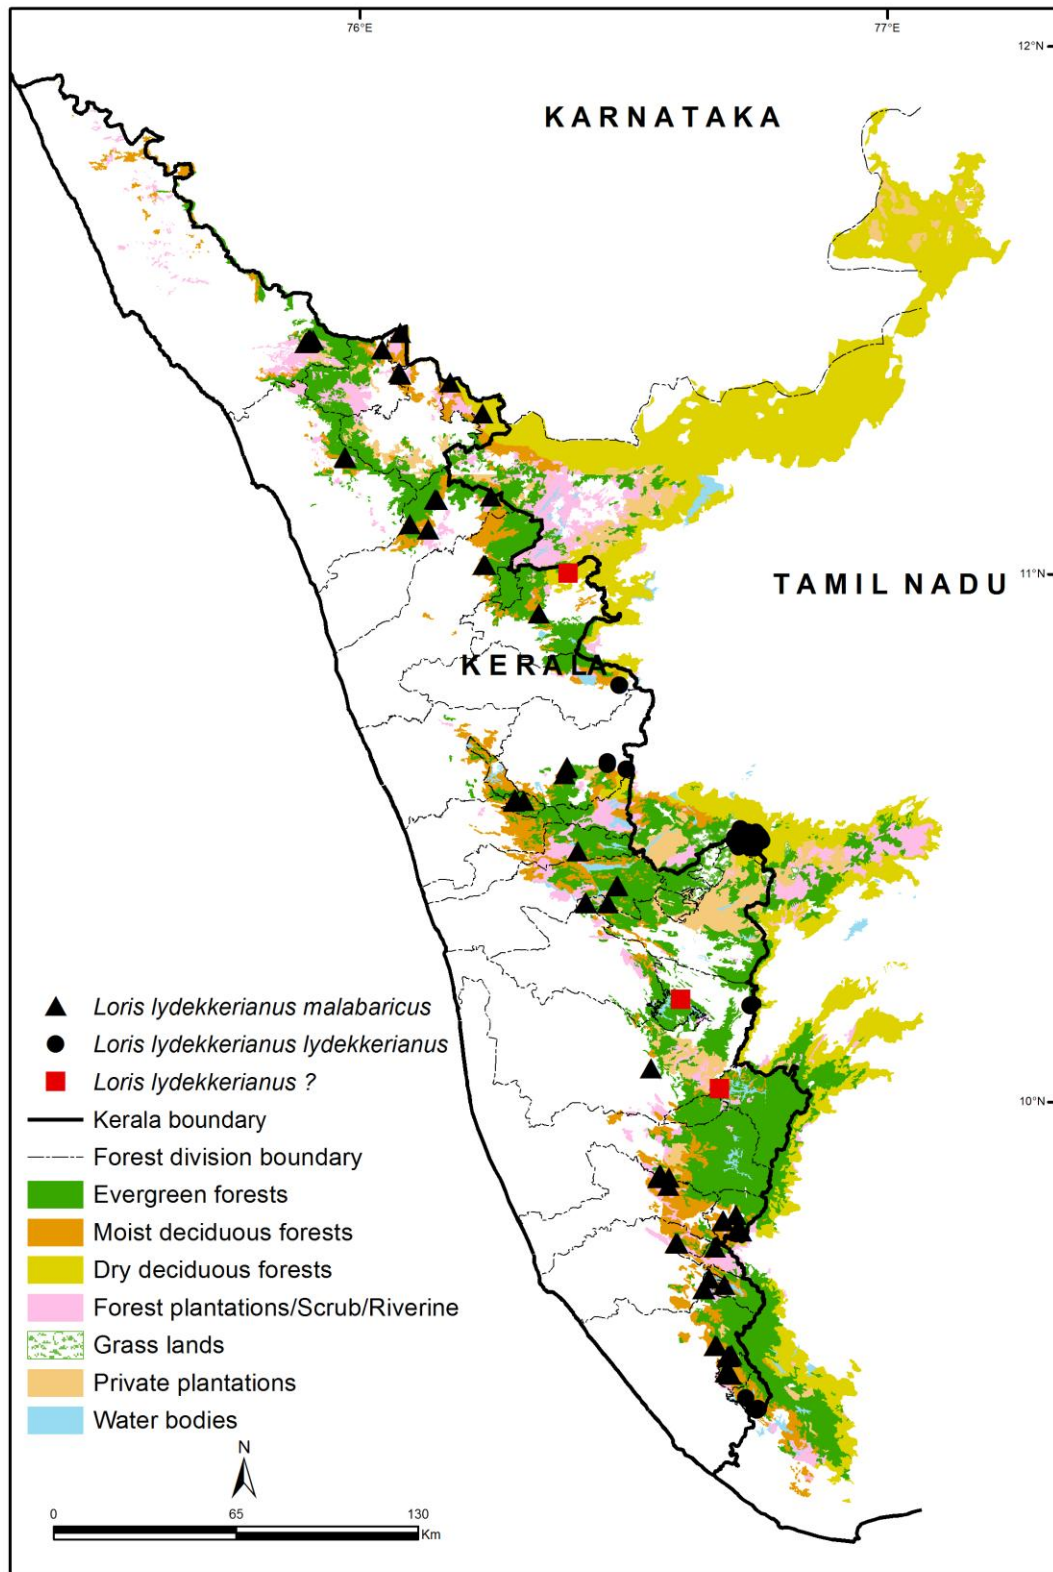 76°E
77°E
12°N
KARNATAKA
11°N
TAMIL NADU
KERALA
Loris lydekkerianus malabaricus
Loris lydekkerianus lydekkerianus
Loris lydekkerianus ?
Kerala boundary
10°N
Forest division boundary
Evergreen forests
Moist deciduous forests
Dry deciduous forests
Forest plantations/Scrub/Riverine
Grass lands
Private plantations
Water bodies
N
0 65 130
Km